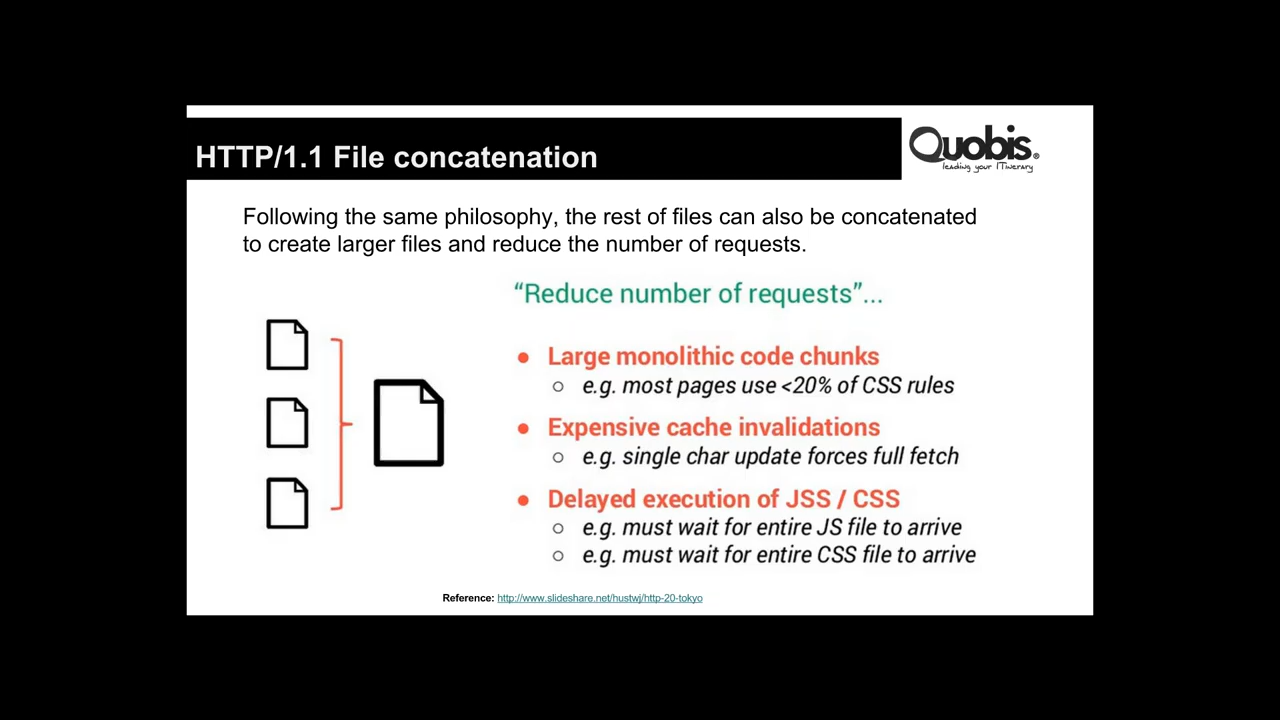 HTTP/1.1 File concatenation
Quobis®
leading your ITinerary
Following the same philosophy, the rest of files can also be concatenated
to create larger files and reduce the number of requests.
“Reduce number of requests”...
● Large monolithic code chunks
○ e.g. most pages use <20% of CSS rules
● Expensive cache invalidations
○ e.g. single char update forces full fetch
● Delayed execution of JSS / CSS
○ e.g. must wait for entire JS file to arrive
○ e.g. must wait for entire CSS file to arrive
Reference: http://www.slideshare.net/hustwj/http-20-tokyo